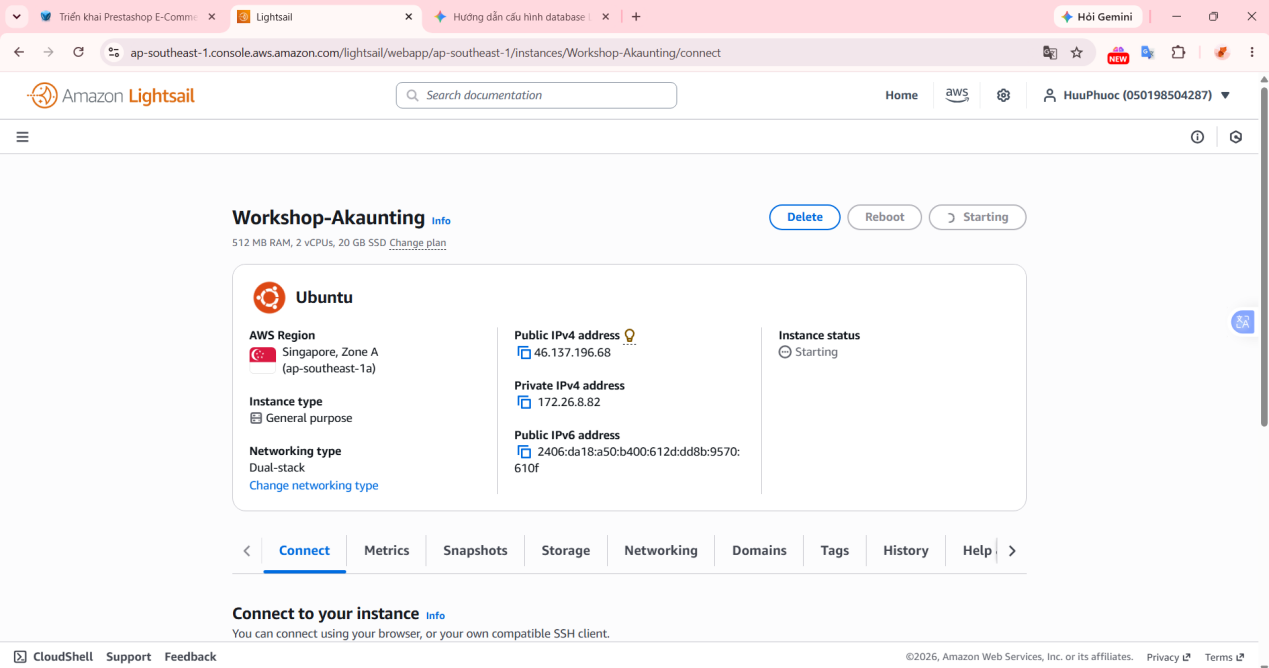 Triển khai Prestashop E-Comme
Lightsail
Hướng dẫn cấu hình database
Hỏi Gemini
ap-southeast-1.console.aws.amazon.com/lightsail/webapp/ap-southeast-1/instances/Workshop-Akaunting/connect
NEW
Amazon Lightsail
Search documentation
Home
aws
HuuPhuoc (050198504287)
Workshop-Akaunting Info
Delete
Reboot
Starting
512 MB RAM, 2 vCPUs, 20 GB SSD Change plan
Ubuntu
AWS Region
Singapore, Zone A
(ap-southeast-1a)
Instance type
General purpose
Networking type
Dual-stack
Change networking type
Public IPv4 address
46.137.196.68
Private IPv4 address
172.26.8.82
Public IPv6 address
2406:da18:a50:b400:612d:dd8b:9570:
610f
Instance status
Starting
Connect
Metrics
Snapshots
Storage
Networking
Domains
Tags
History
Help
Connect to your instance Info
You can connect using your browser, or your own compatible SSH client.
CloudShell
Support
Feedback
©2026, Amazon Web Services, Inc. or its affiliates.
Privacy
Terms